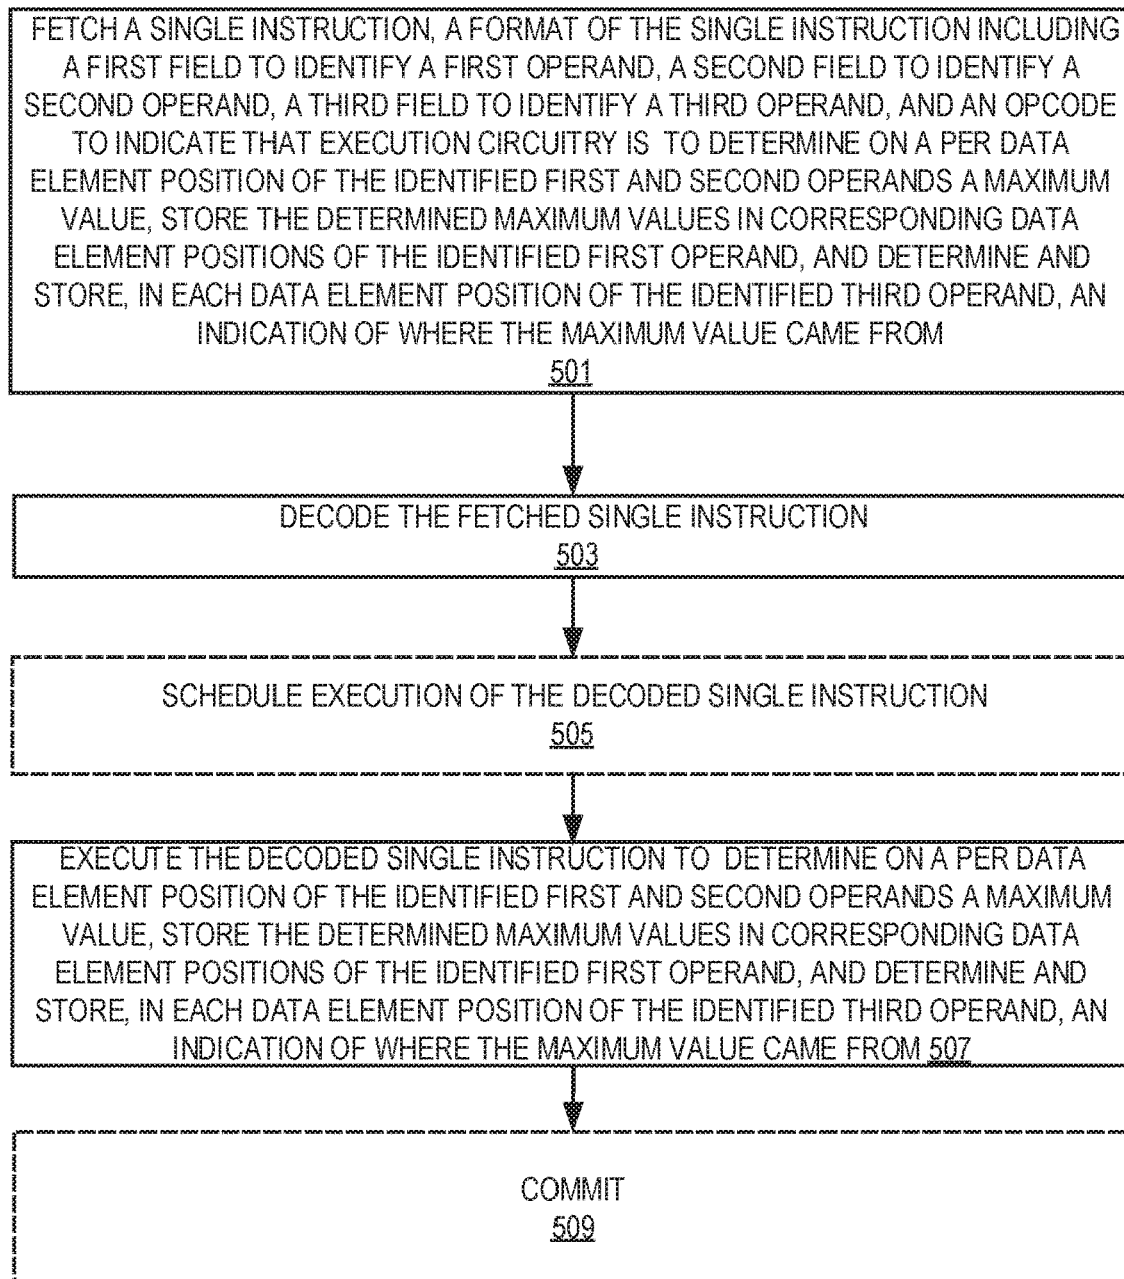 FETCH A SINGLE INSTRUCTION, A FORMAT OF THE SINGLE INSTRUCTION INCLUDING
A FIRST FIELD TO IDENTIFY A FIRST OPERAND, A SECOND FIELD TO IDENTIFY A
SECOND OPERAND, A THIRD FIELD TO IDENTIFY A THIRD OPERAND, AND AN OPCODE
TO INDICATE THAT EXECUTION CIRCUITRY IS TO DETERMINE ON A PER DATA
ELEMENT POSITION OF THE IDENTIFIED FIRST AND SECOND OPERANDS A MAXIMUM
VALUE, STORE THE DETERMINED MAXIMUM VALUES IN CORRESPONDING DATA
ELEMENT POSITIONS OF THE IDENTIFIED FIRST OPERAND, AND DETERMINE AND
STORE, IN EACH DATA ELEMENT POSITION OF THE IDENTIFIED THIRD OPERAND, AN
INDICATION OF WHERE THE MAXIMUM VALUE CAME FROM
501
DECODE THE FETCHED SINGLE INSTRUCTION
503
SCHEDULE EXECUTION OF THE DECODED SINGLE INSTRUCTION
505
EXECUTE THE DECODED SINGLE INSTRUCTION TO DETERMINE ON A PER DATA
ELEMENT POSITION OF THE IDENTIFIED FIRST AND SECOND OPERANDS A MAXIMUM
VALUE, STORE THE DETERMINED MAXIMUM VALUES IN CORRESPONDING DATA
ELEMENT POSITIONS OF THE IDENTIFIED FIRST OPERAND, AND DETERMINE AND
STORE, IN EACH DATA ELEMENT POSITION OF THE IDENTIFIED THIRD OPERAND, AN
INDICATION OF WHERE THE MAXIMUM VALUE CAME FROM 507
COMMIT
509